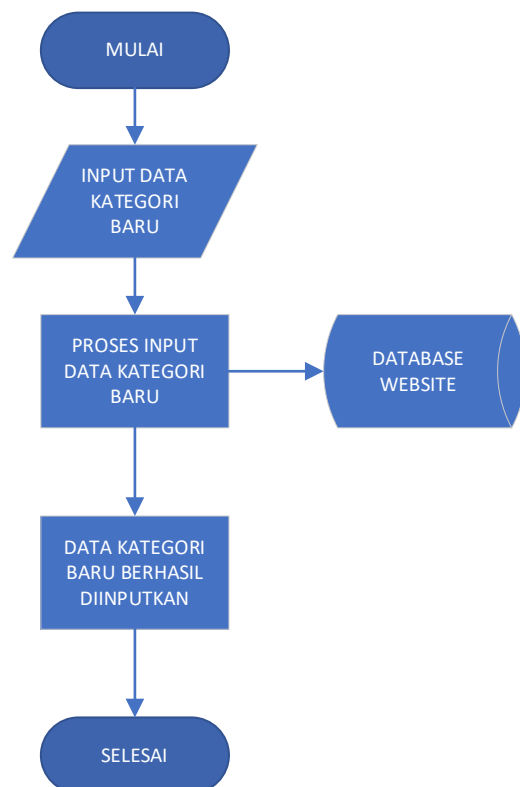 MULAI
INPUT DATA
KATEGORI
BARU
PROSES INPUT
DATA KATEGORI
BARU
DATABASE
WEBSITE
DATA KATEGORI
BARU BERHASIL
DIINPUTKAN
SELESAI